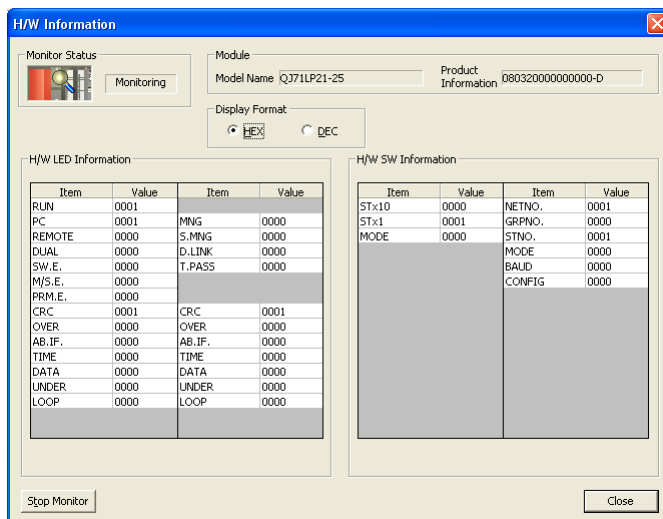 H/W Information
Monitor Status
Monitoring
Module
Model Name QJ71LP21-25
Product Information 080320000000000-D
Display Format
HEX DEC
H/W LED Information
Item Value Item Value
RUN 0001
PC 0001 MNG 0000
REMOTE 0000 S.MNG 0000
DUAL 0000 D.LINK 0000
SW.E. 0000 T.PASS 0000
M/S.E. 0000
PRM.E. 0000
CRC 0001 CRC 0001
OVER 0000 OVER 0000
AB.IF. 0000 AB.IF. 0000
TIME 0000 TIME 0000
DATA 0000 DATA 0000
UNDER 0000 UNDER 0000
LOOP 0000 LOOP 0000
H/W SW Information
Item Value Item Value
STx10 0000 NETNO. 0001
STx1 0001 GRPNO. 0000
MODE 0000 STNO. 0001
MODE 0000
BAUD 0000
CONFIG 0000
Stop Monitor
Close